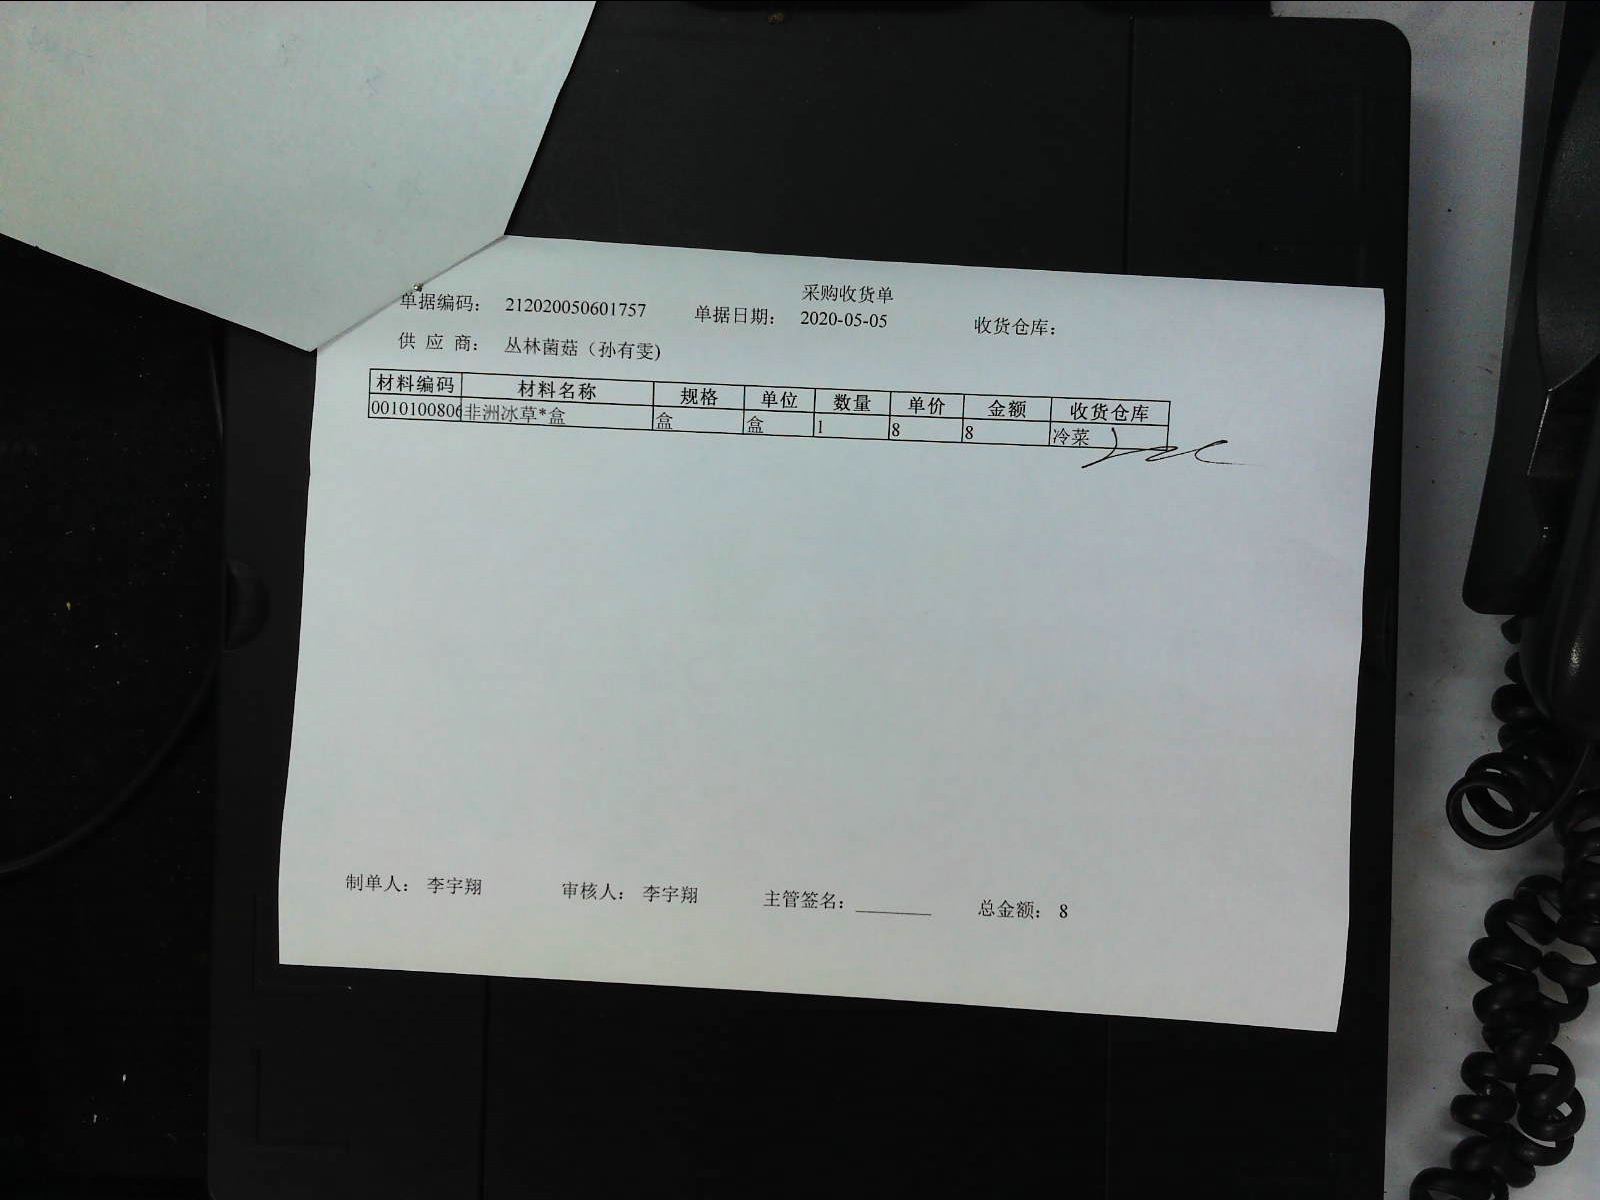 采购收货单
单据编码： 212020050601757 单据日期： 2020-05-05 收货仓库：
供 应 商： 丛林菌菇（孙有雯)
材料编码 材料名称 规格 单位 数量 单价 金额 收货仓库
0010100806 非洲冰草*盒 盒 盒 1 8 8 冷菜
制单人： 李宇翔 审核人： 李宇翔 主管签名： 总金额： 8